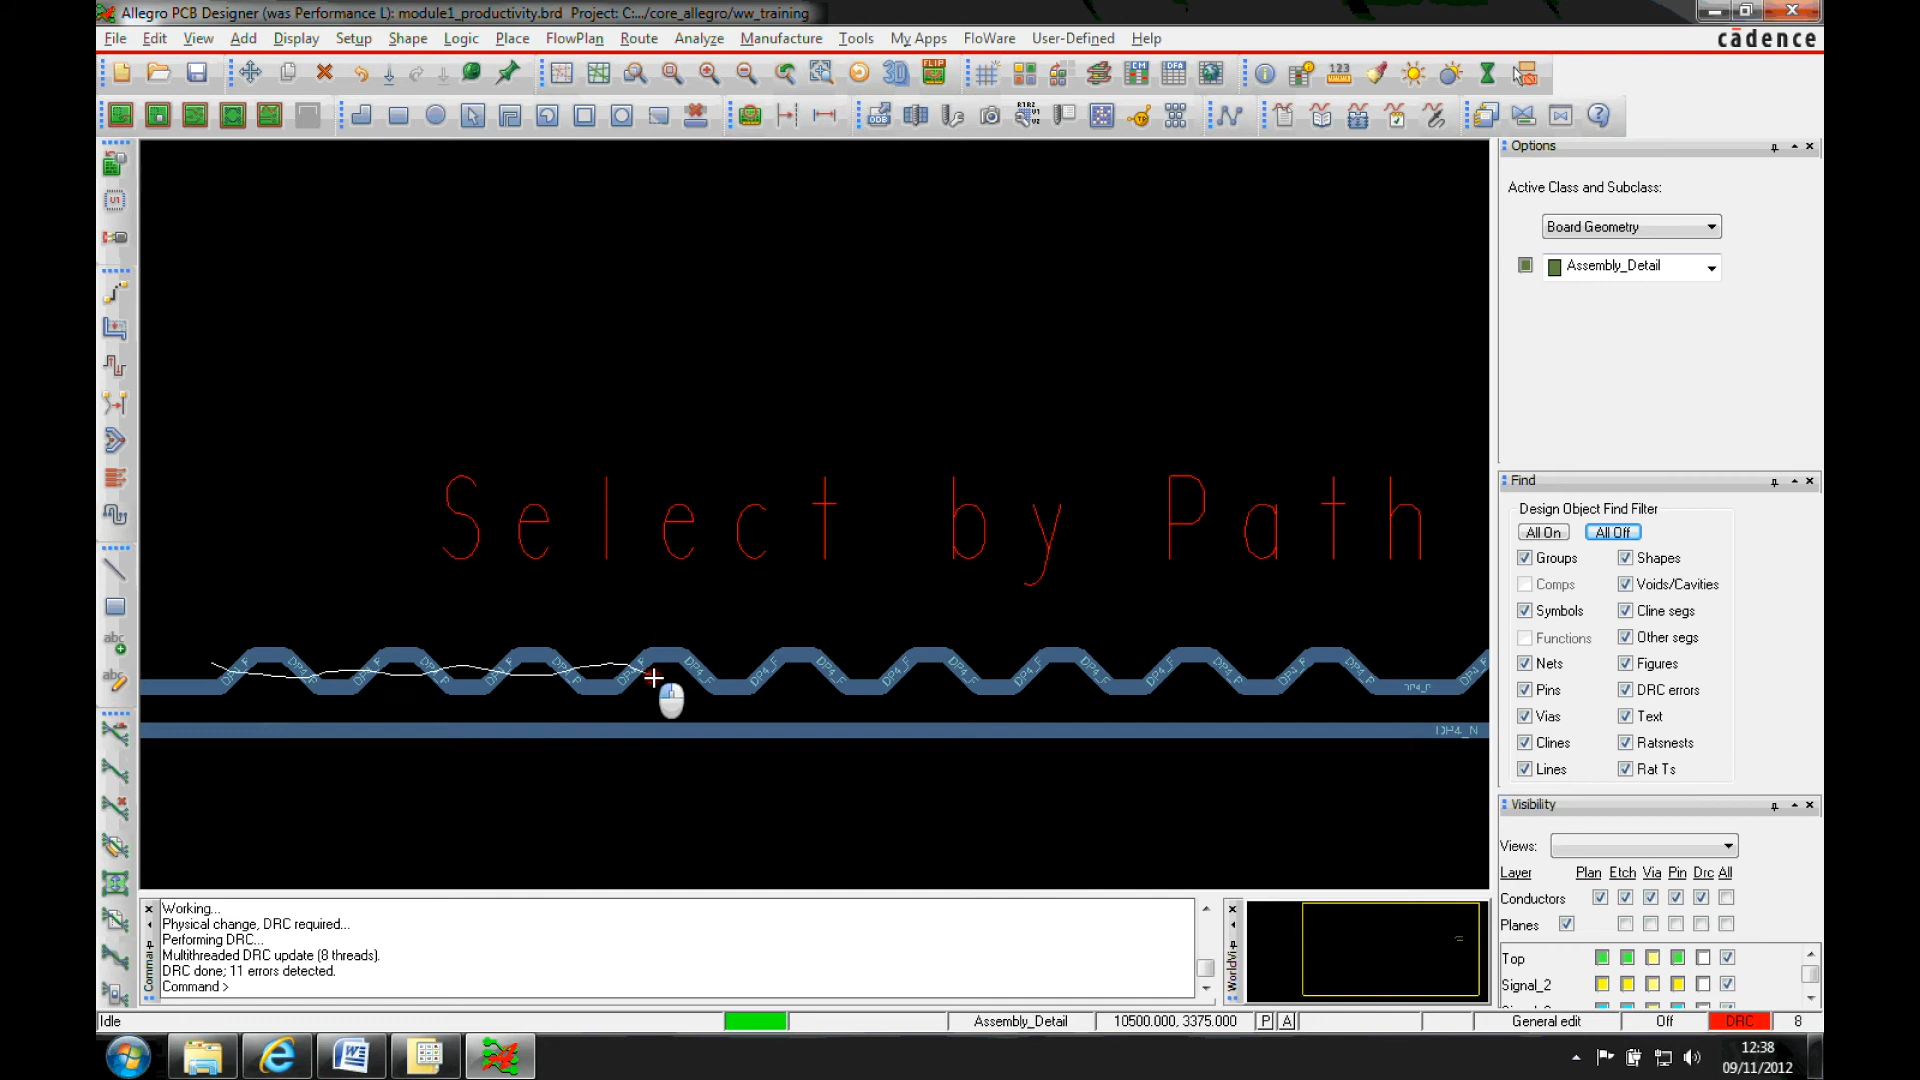 Allegro PCB Designer (was Performance L): module1_productivity.brd Project: C:.../core_allegro/ww_training
File Edit View Add Display Setup Shape Logic Place FlowPlan Route Analyze Manufacture Tools My Apps FloWare User-Defined Help
cādence
Options
Active Class and Subclass:
Board Geometry
Assembly_Detail
Select by Path
DP4_N
Find
Design Object Find Filter
All On All Off
Groups Shapes
Comps Voids/Cavities
Symbols Cline segs
Functions Other segs
Nets Figures
Pins DRC errors
Vias Text
Clines Ratsnests
Lines Rat Ts
Visibility
Views:
Layer Plan Etch Via Pin Drc All
Conductors
Planes
Top
Signal_2
Working...
Physical change, DRC required...
Performing DRC...
Multithreaded DRC update (8 threads).
DRC done; 11 errors detected.
Command >
Idle Assembly_Detail 10500.000, 3375.000 P A General edit Off DRC 8
12:38
09/11/2012